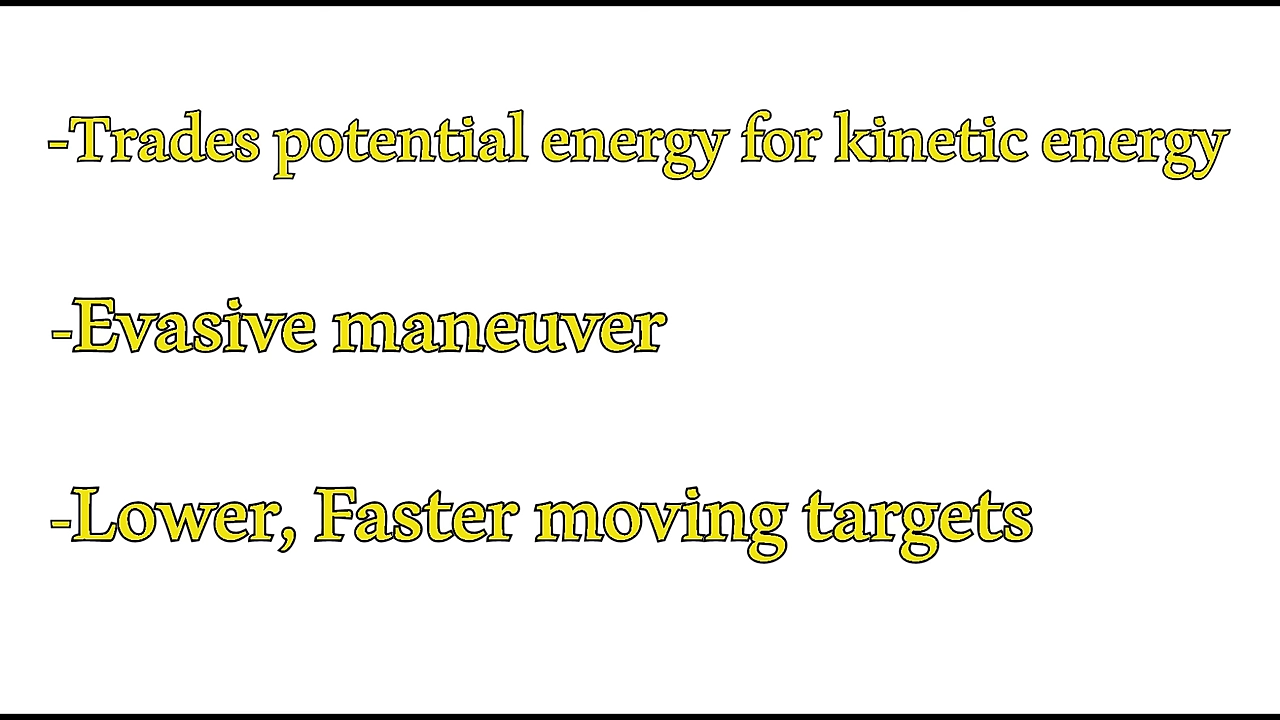 -Trades potential energy for kinetic energy
-Evasive maneuver
-Lower, Faster moving targets